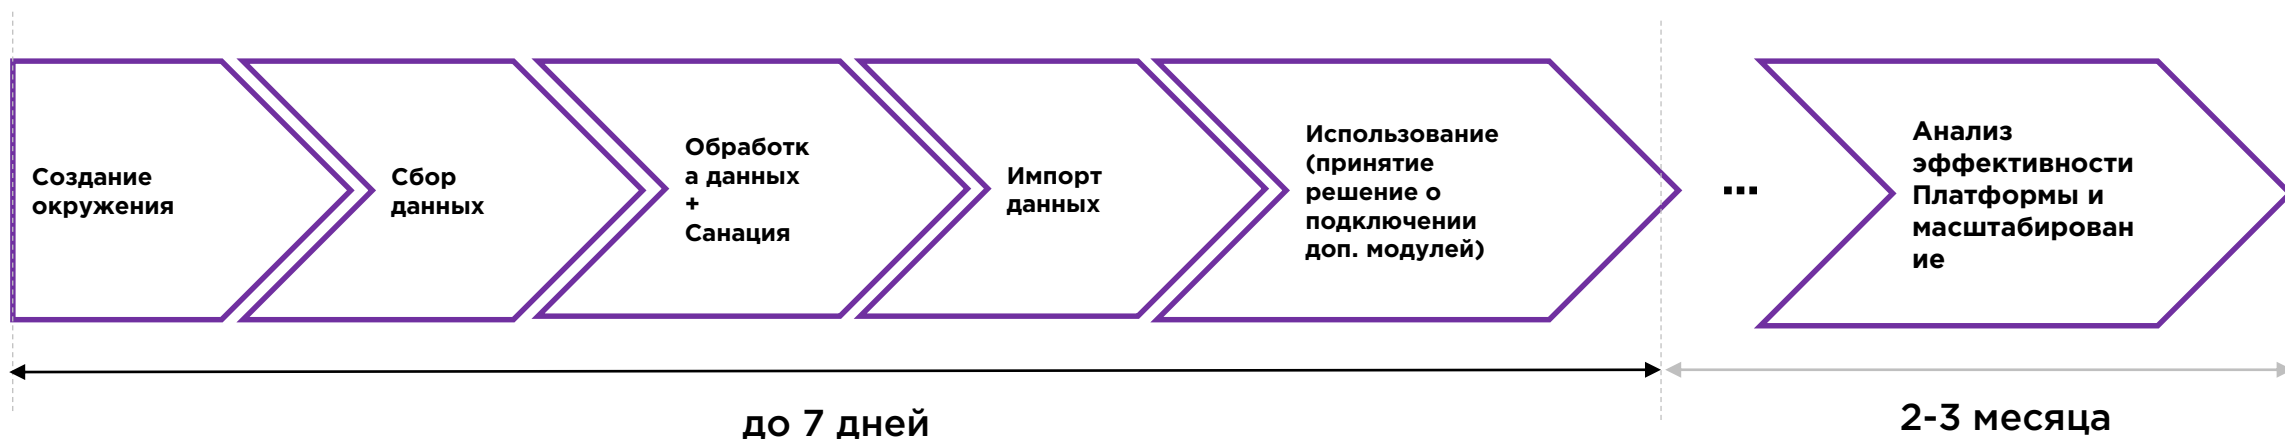 Создание
окружения
Сбор
данных
Обработк
а данных
+
Санация
Импорт
данных
Использование
(принятие
решение о
подключении
доп. модулей)
...
Анализ
эффективности
Платформы и
масштабирован
ие
до 7 дней
2-3 месяца